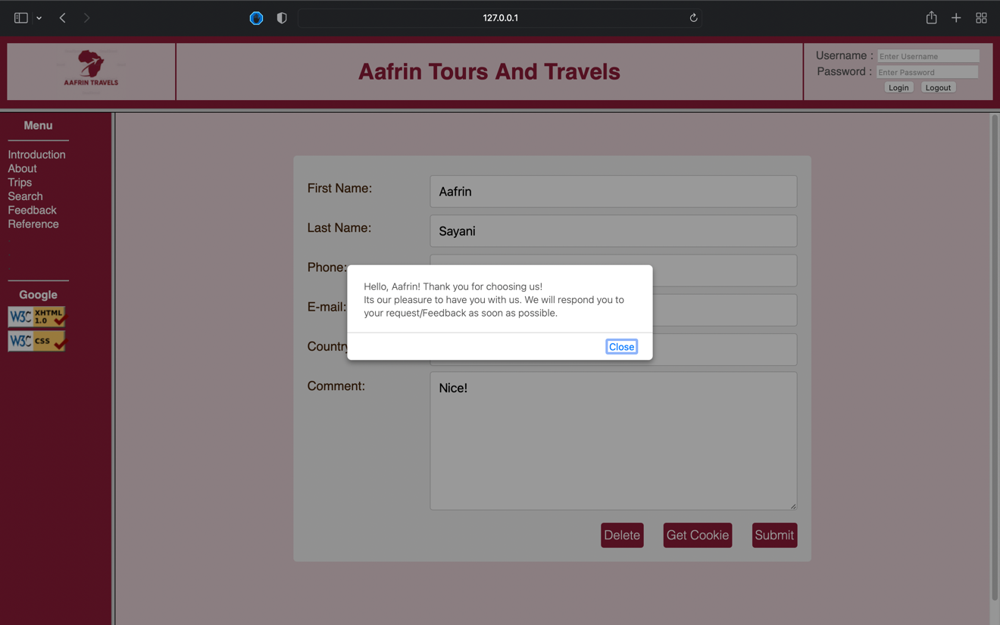 127.0.0.1
AAFRIN TRAVELS
Aafrin Tours And Travels
Username : Enter Username
Password : Enter Password
Login Logout
Menu
Introduction
About
Trips
Search
Feedback
Reference
Google
W3C XHTML 1.0
W3C CSS
First Name: Aafrin
Last Name: Sayani
Phone:
E-mail:
Country
Comment: Nice!
Hello, Aafrin! Thank you for choosing us!
Its our pleasure to have you with us. We will respond you to
your request/Feedback as soon as possible.
Close
Delete Get Cookie Submit